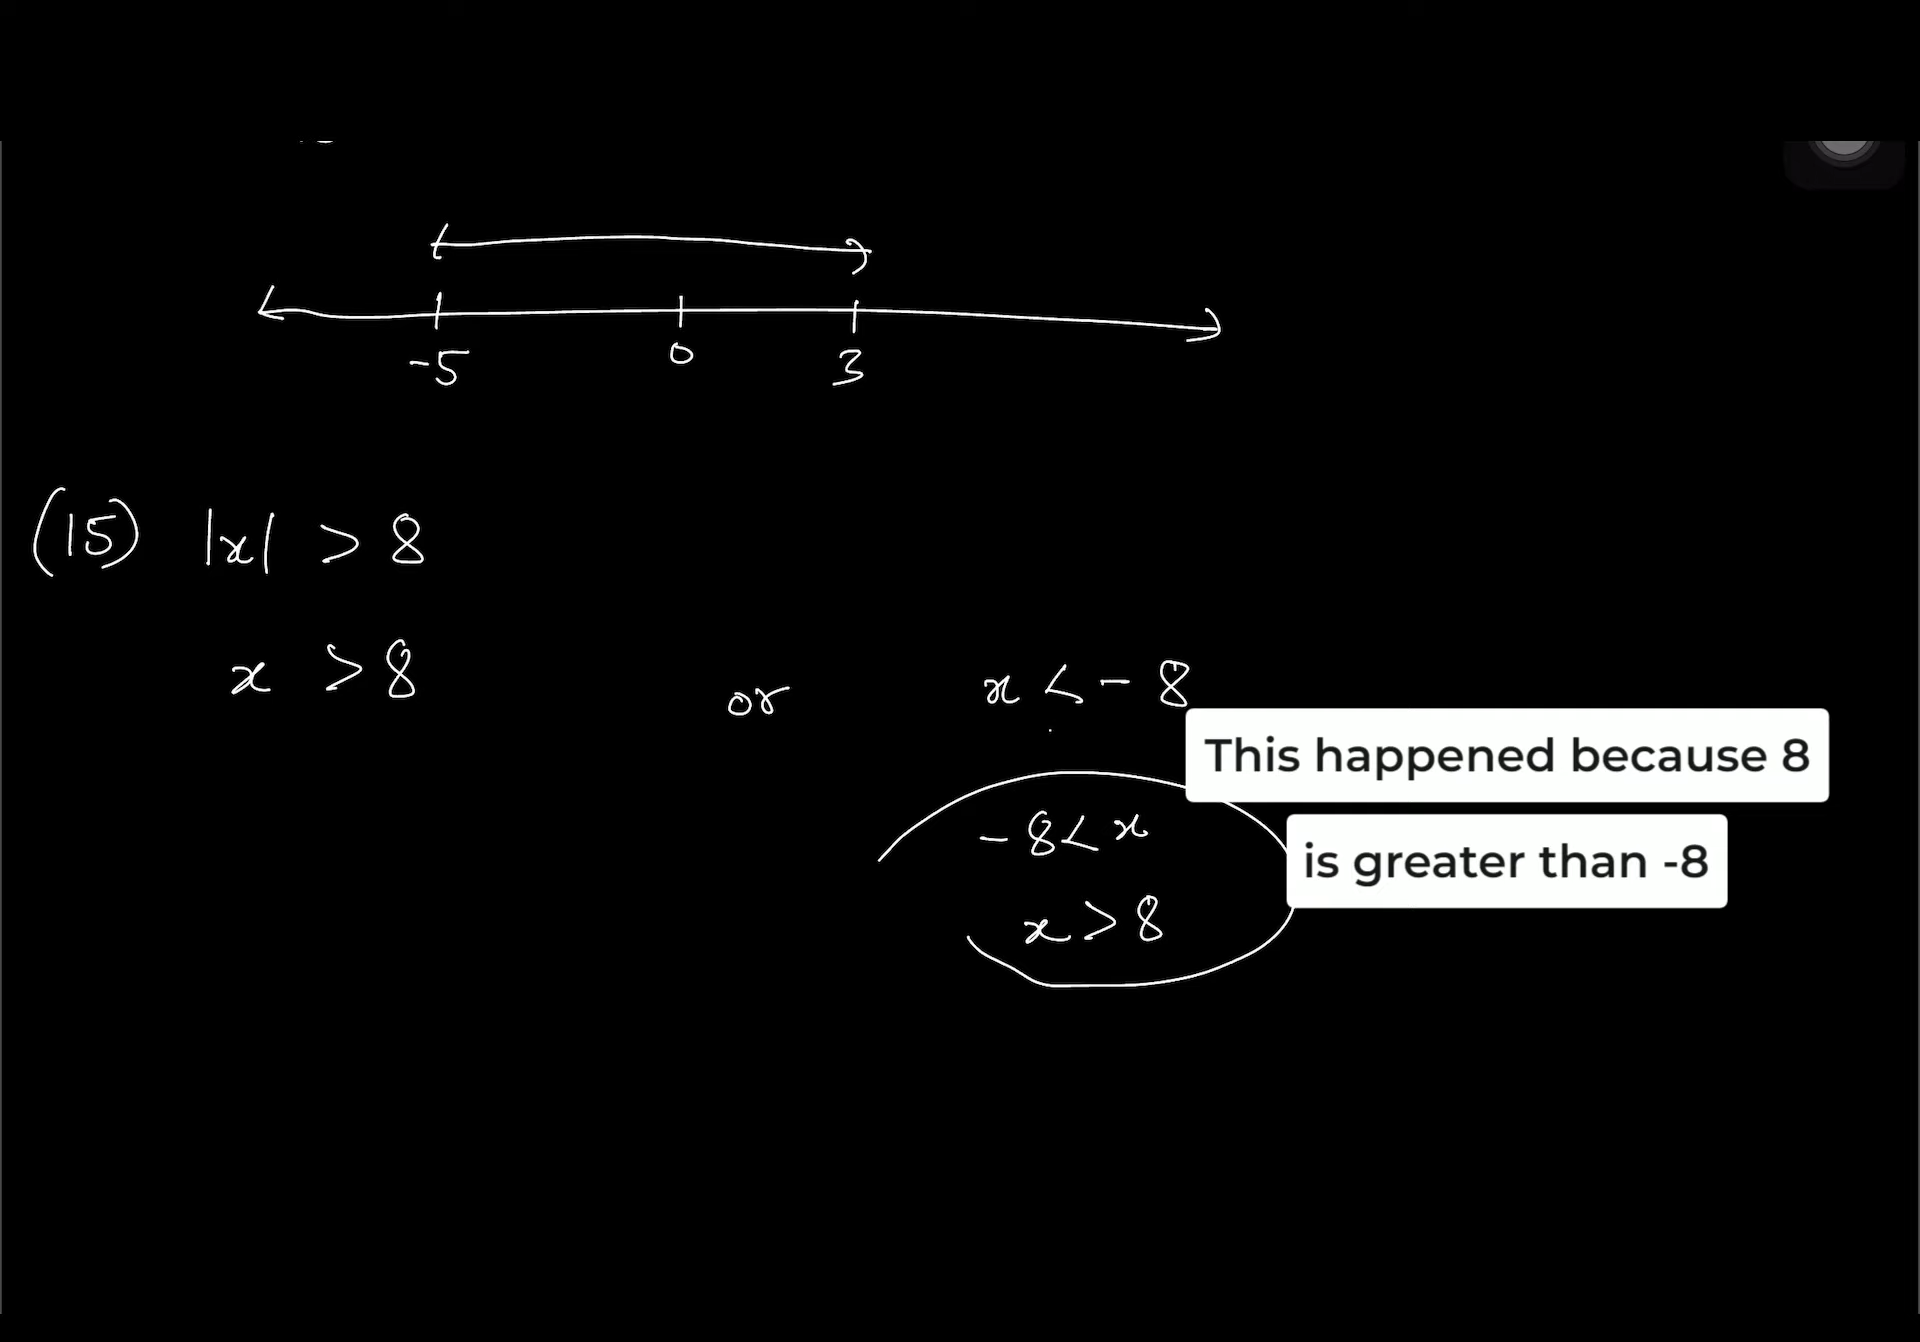 -5 0 3
(15) |x| > 8
x > 8 or x < - 8
This happened because 8
- 8 < x
is greater than -8
x > 8